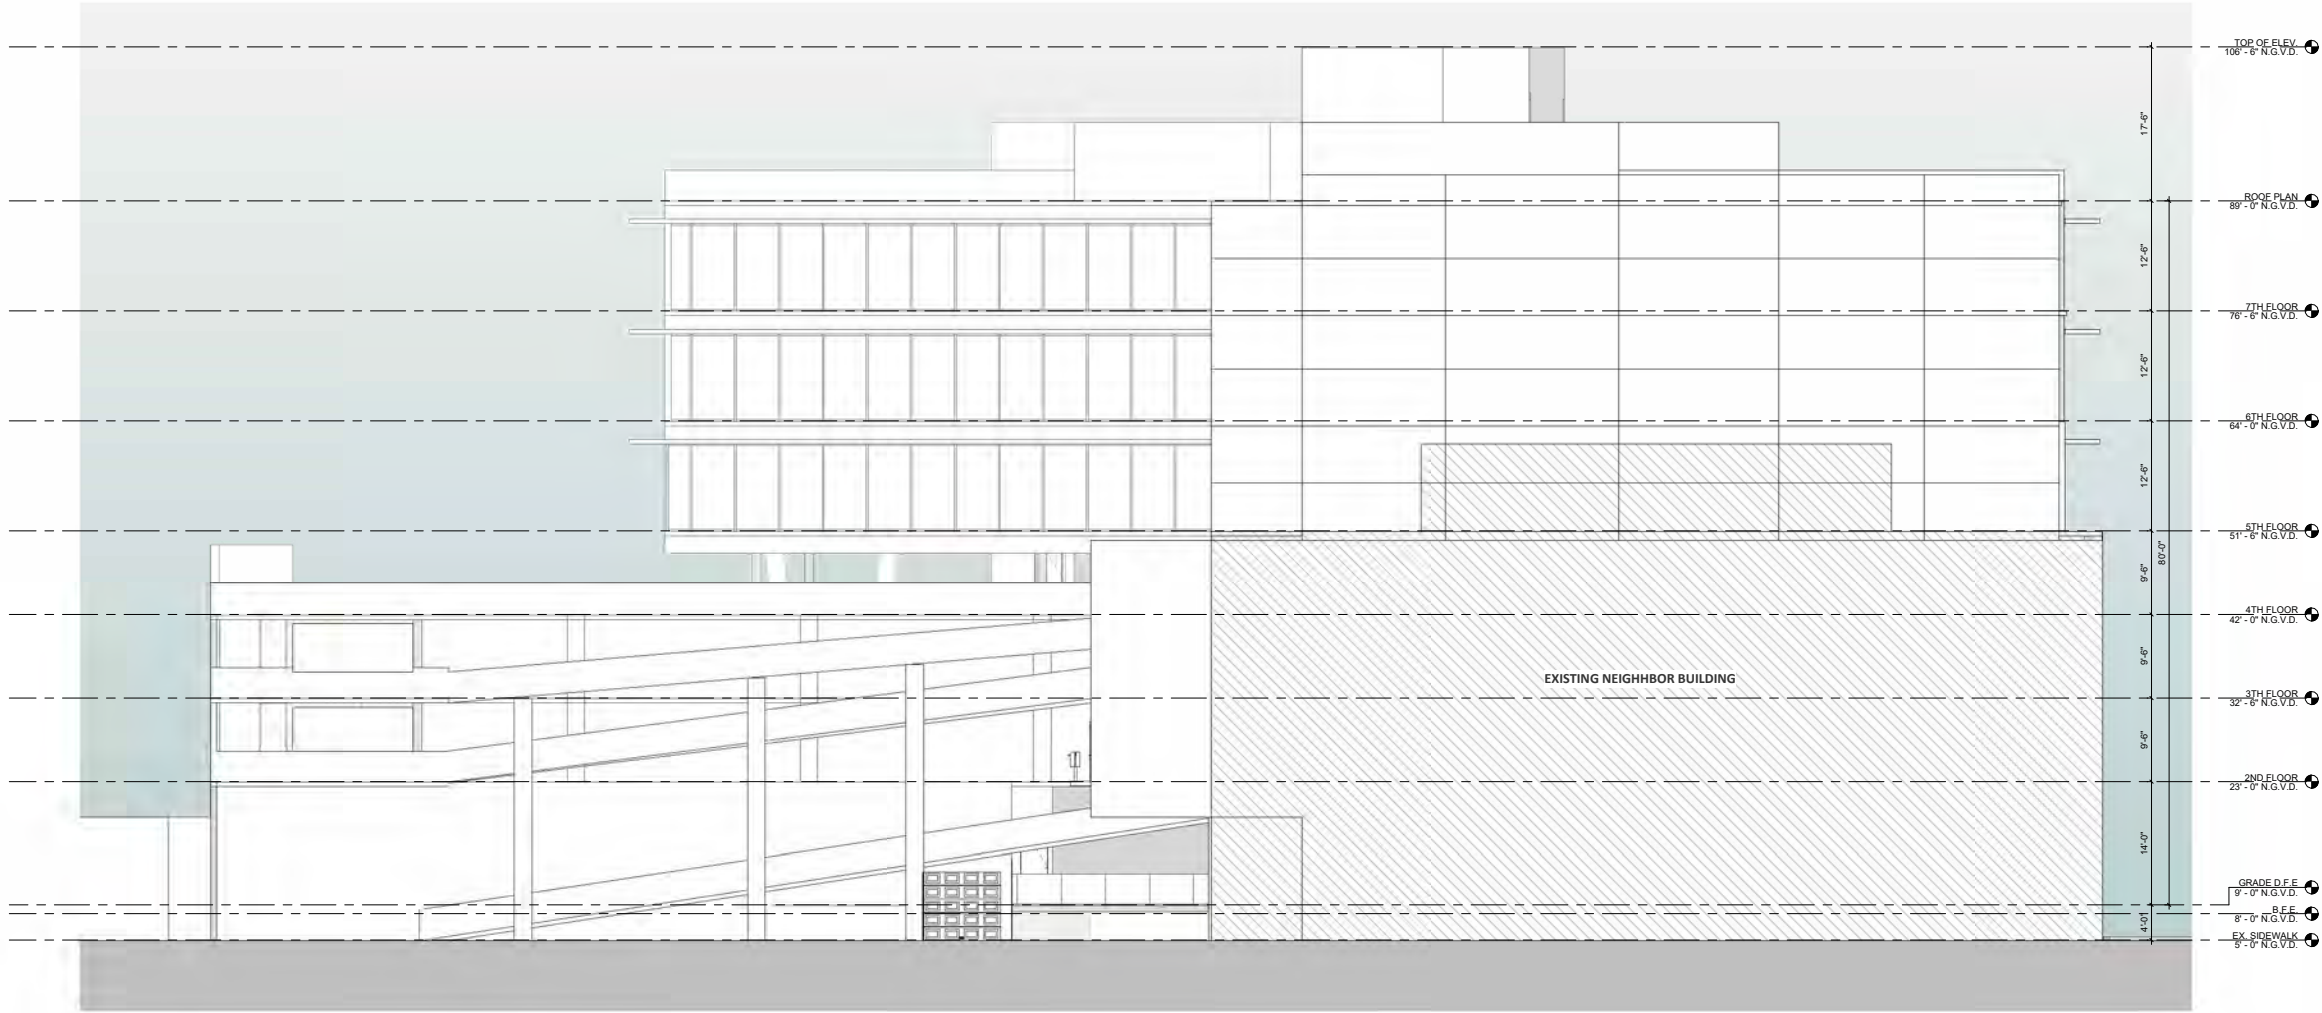 TOP OF ELEV.
106' - 6" N.G.V.D.
17'-6"
ROOF PLAN
89' - 0" N.G.V.D.
12'-6"
7TH FLOOR
76' - 6" N.G.V.D.
12'-6"
6TH FLOOR
64' - 0" N.G.V.D.
12'-6"
5TH FLOOR
51' - 6" N.G.V.D.
80'-0"
9'-6"
4TH FLOOR
42' - 0" N.G.V.D.
9'-6"
EXISTING NEIGHHBOR BUILDING
3TH FLOOR
32' - 6" N.G.V.D.
9'-6"
2ND FLOOR
23' - 0" N.G.V.D.
14'-0"
GRADE D.F.E
9' - 0" N.G.V.D.
B.F.E.
8' - 0" N.G.V.D.
4'-01
EX. SIDEWALK
5' - 0" N.G.V.D.